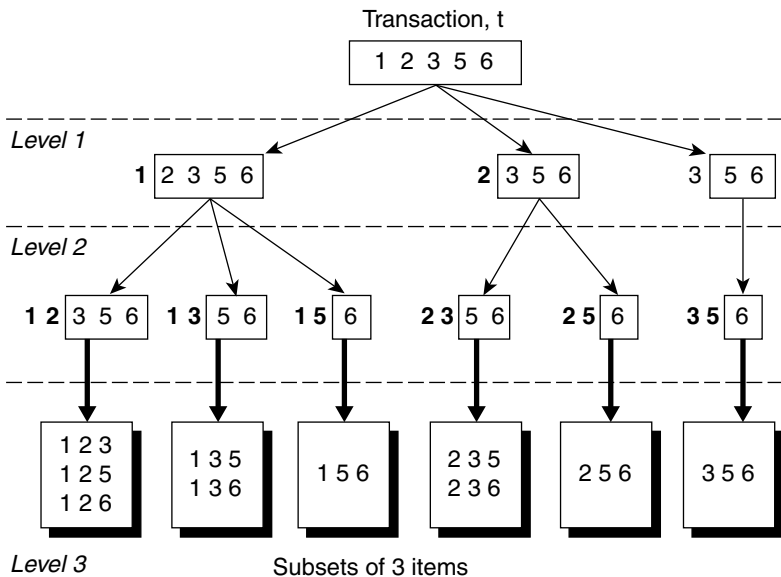 Transaction, t
1 2 3 5 6
Level 1
1 2 3 5 6
2 3 5 6
3 5 6
Level 2
1 2 3 5 6
1 3 5 6
1 5 6
2 3 5 6
2 5 6
3 5 6
1 2 3
1 2 5
1 2 6
1 3 5
1 3 6
1 5 6
2 3 5
2 3 6
2 5 6
3 5 6
Level 3
Subsets of 3 items